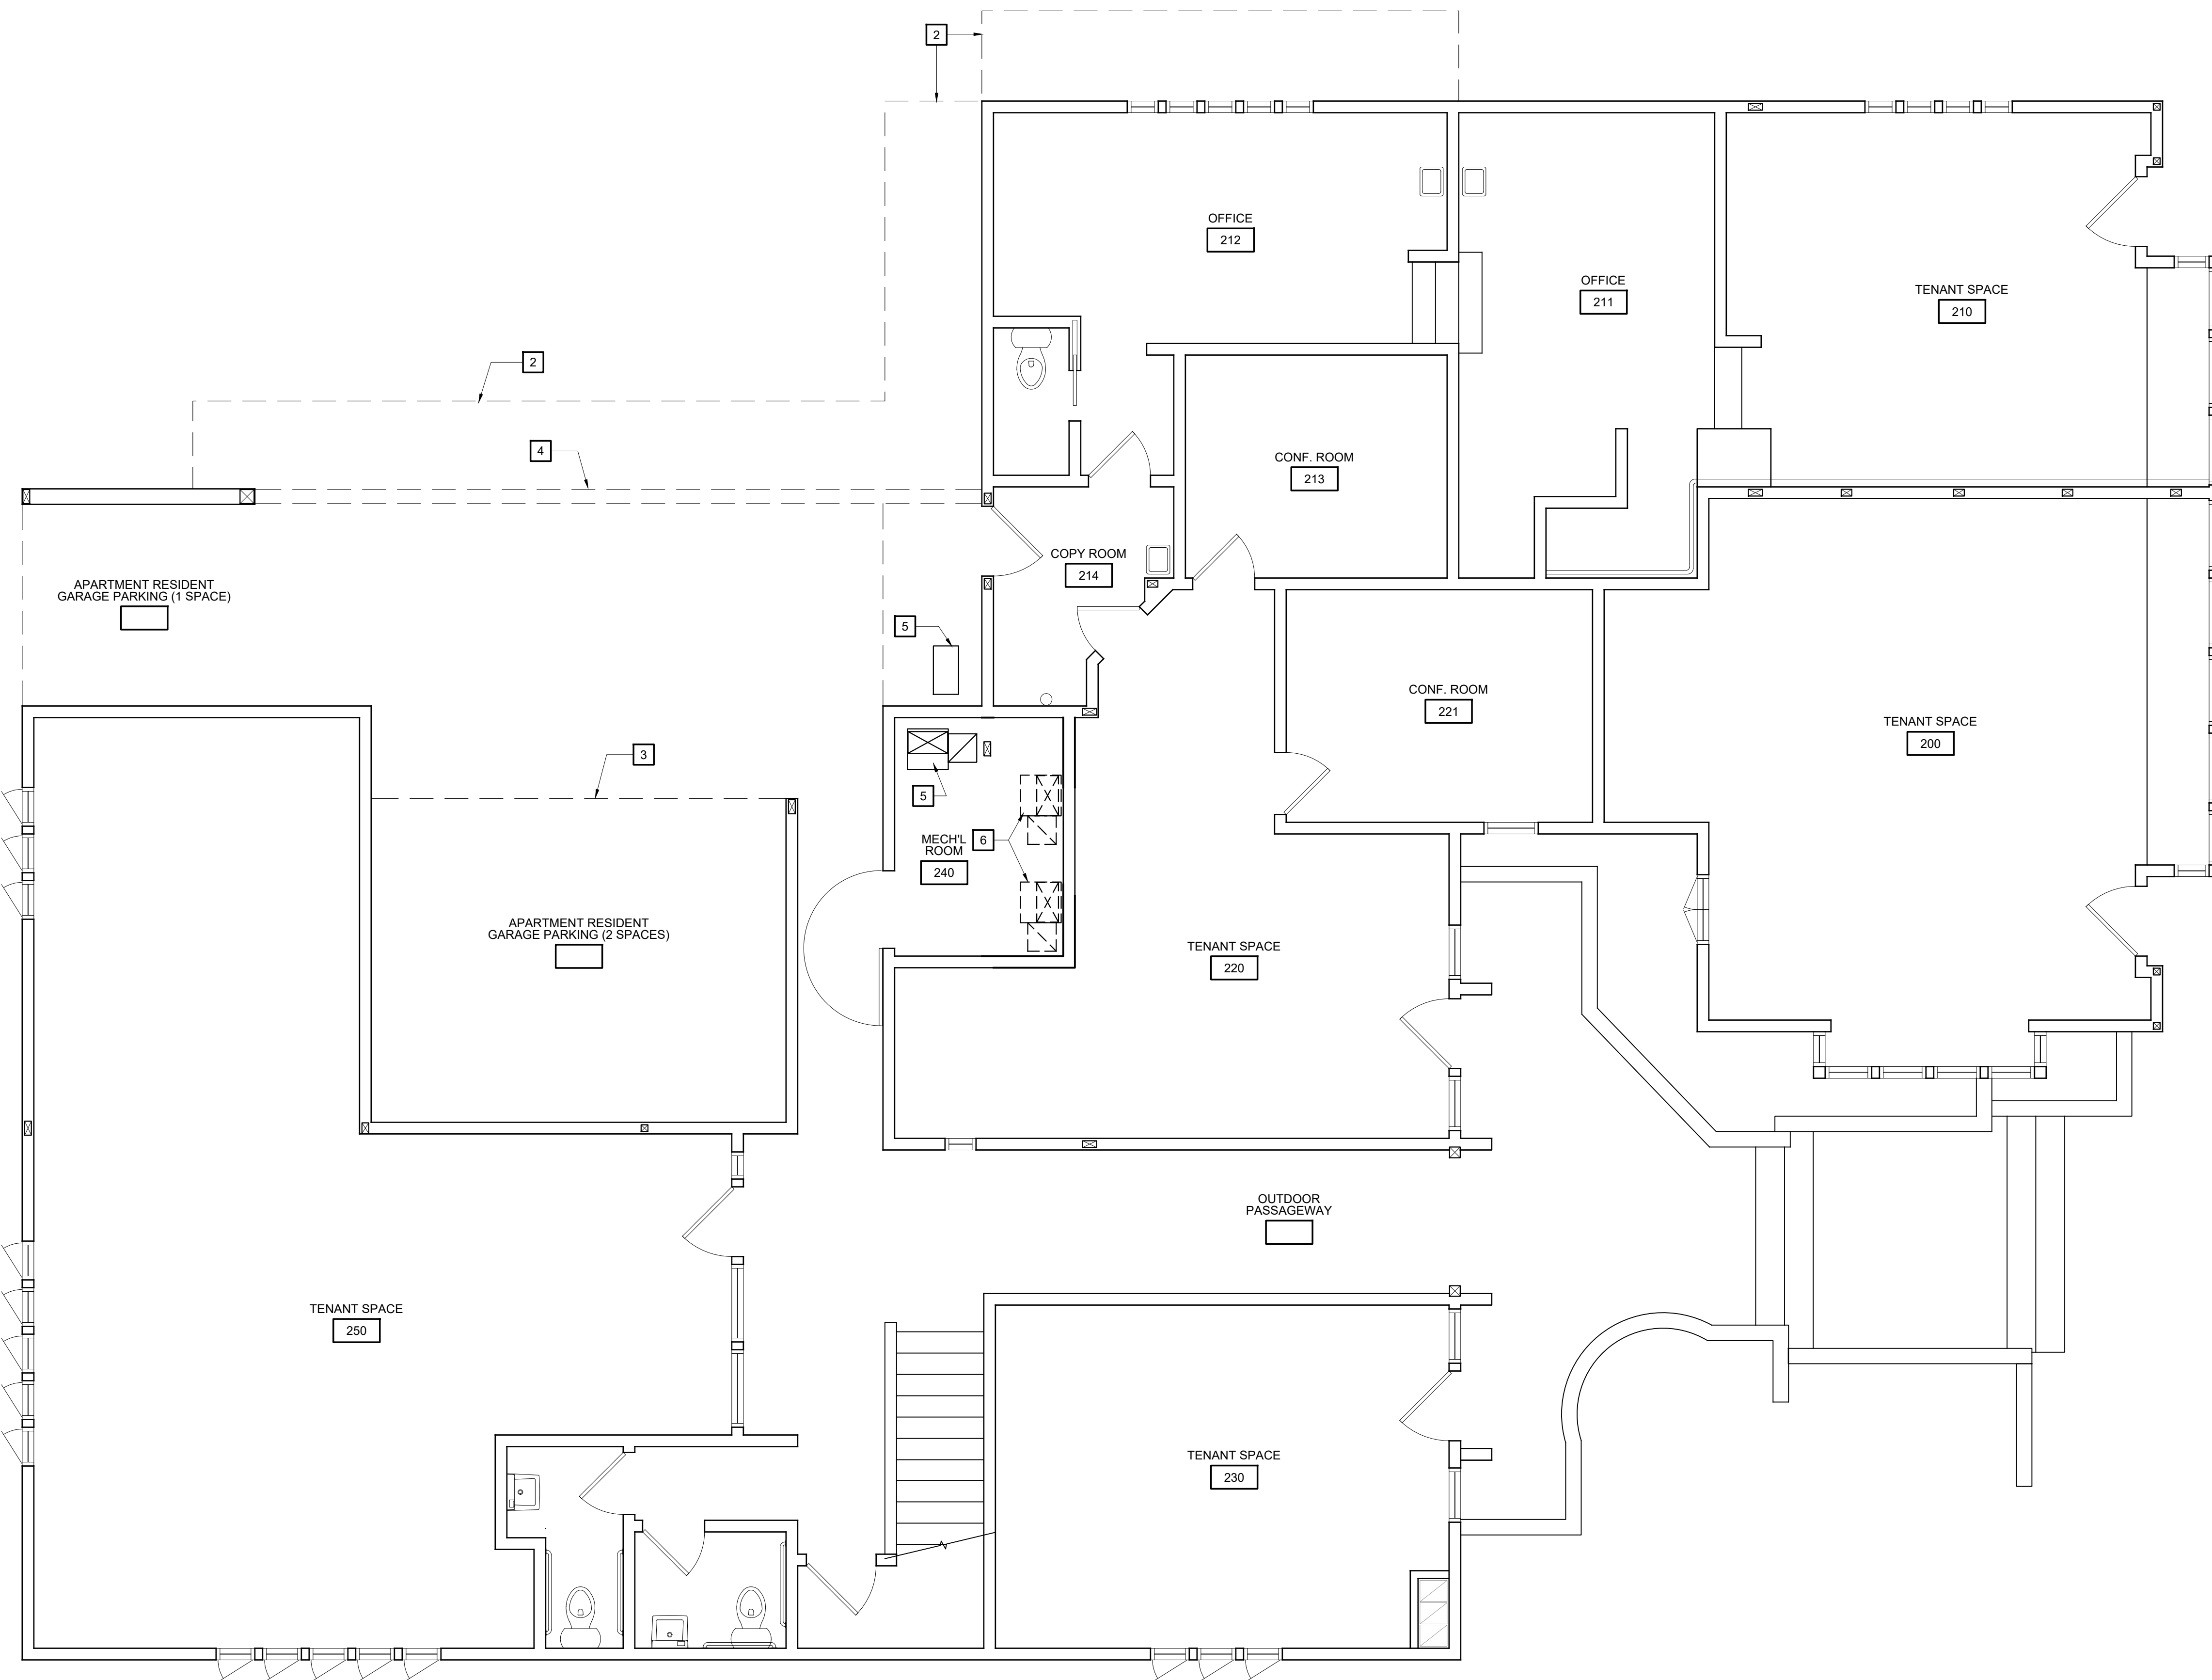 2
OFFICE
212
OFFICE
211
TENANT SPACE
210
2
4
CONF. ROOM
213
COPY ROOM
214
APARTMENT RESIDENT
GARAGE PARKING (1 SPACE)
5
CONF. ROOM
221
TENANT SPACE
200
3
5
MECH'L
ROOM
240
6
APARTMENT RESIDENT
GARAGE PARKING (2 SPACES)
TENANT SPACE
220
OUTDOOR
PASSAGEWAY
TENANT SPACE
250
TENANT SPACE
230